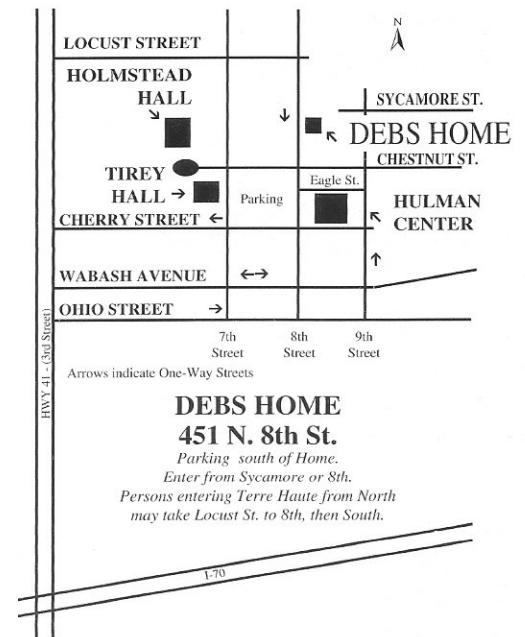 N
LOCUST STREET
HOLMSTEAD
HALL
SYCAMORE ST.
DEBS HOME
CHESTNUT ST.
TIREY
HALL
Eagle St.
Parking
HULMAN
CENTER
CHERRY STREET
WABASH AVENUE
OHIO STREET
HWY 41 - (3rd Street)
7th
Street
8th
Street
9th
Street
Arrows indicate One-Way Streets
DEBS HOME
451 N. 8th St.
Parking south of Home.
Enter from Sycamore or 8th.
Persons entering Terre Haute from North
may take Locust St. to 8th, then South.
I-70